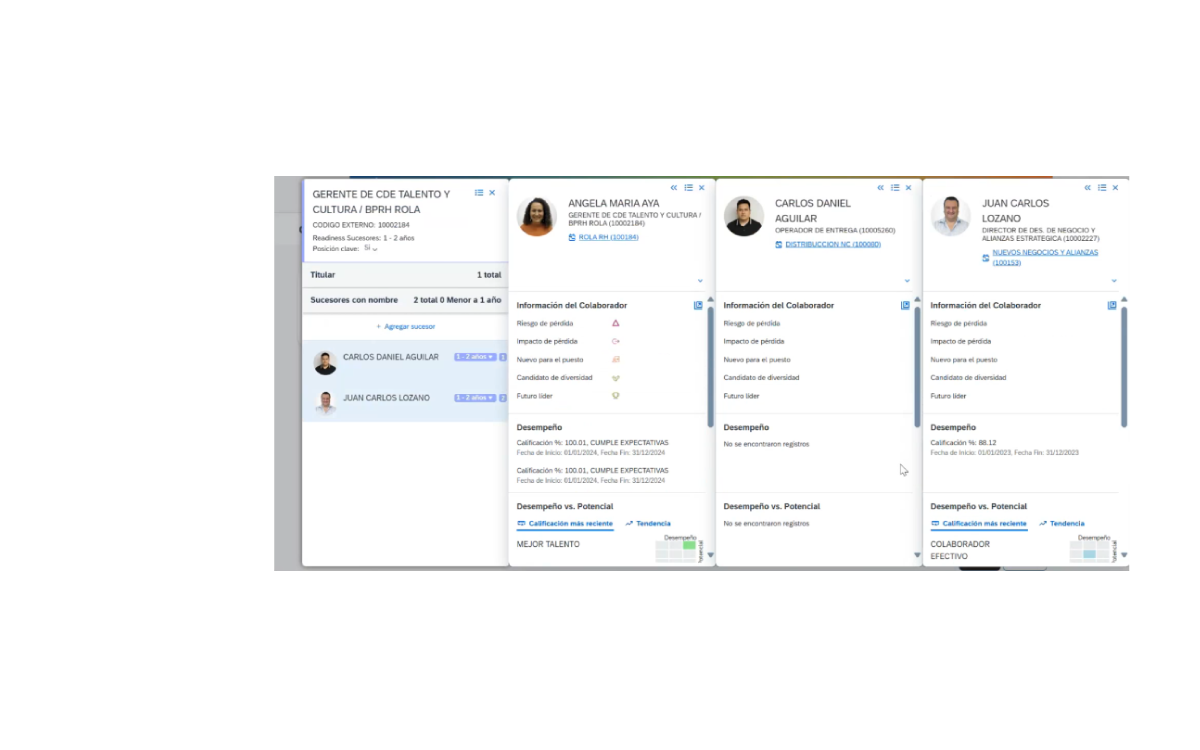 GERENTE DE CDE TALENTO Y
CULTURA / BPRH ROLA
CODIGO EXTERNO: 10002184
Readiness Sucesores: 1 - 2 años
Posición clave: Sí
Titular 1 total
Sucesores con nombre 2 total 0 Menor a 1 año
+ Agregar sucesor
CARLOS DANIEL AGUILAR 1 - 2 años 1
JUAN CARLOS LOZANO 1 - 2 años 2
ANGELA MARIA AYA
GERENTE DE CDE TALENTO Y CULTURA /
BPRH ROLA (10002184)
ROLA RH (100184)
Información del Colaborador
Riesgo de pérdida
Impacto de pérdida
Nuevo para el puesto
Candidato de diversidad
Futuro líder
Desempeño
Calificación %: 100.01, CUMPLE EXPECTATIVAS
Fecha de Inicio: 01/01/2024, Fecha Fin: 31/12/2024
Calificación %: 100.01, CUMPLE EXPECTATIVAS
Fecha de Inicio: 01/01/2024, Fecha Fin: 31/12/2024
Desempeño vs. Potencial
Calificación más reciente Tendencia
MEJOR TALENTO
Desempeño
Potencial
CARLOS DANIEL
AGUILAR
OPERADOR DE ENTREGA (10005260)
DISTRIBUCCION NC (100080)
Información del Colaborador
Riesgo de pérdida
Impacto de pérdida
Nuevo para el puesto
Candidato de diversidad
Futuro líder
Desempeño
No se encontraron registros
Desempeño vs. Potencial
No se encontraron registros
JUAN CARLOS
LOZANO
DIRECTOR DE DES. DE NEGOCIO Y
ALIANZAS ESTRATEGICA (10002227)
NUEVOS NEGOCIOS Y ALIANZAS
(100153)
Información del Colaborador
Riesgo de pérdida
Impacto de pérdida
Nuevo para el puesto
Candidato de diversidad
Futuro líder
Desempeño
Calificación %: 88.12
Fecha de Inicio: 01/01/2023, Fecha Fin: 31/12/2023
Desempeño vs. Potencial
Calificación más reciente Tendencia
COLABORADOR
EFECTIVO
Desempeño
Potencial